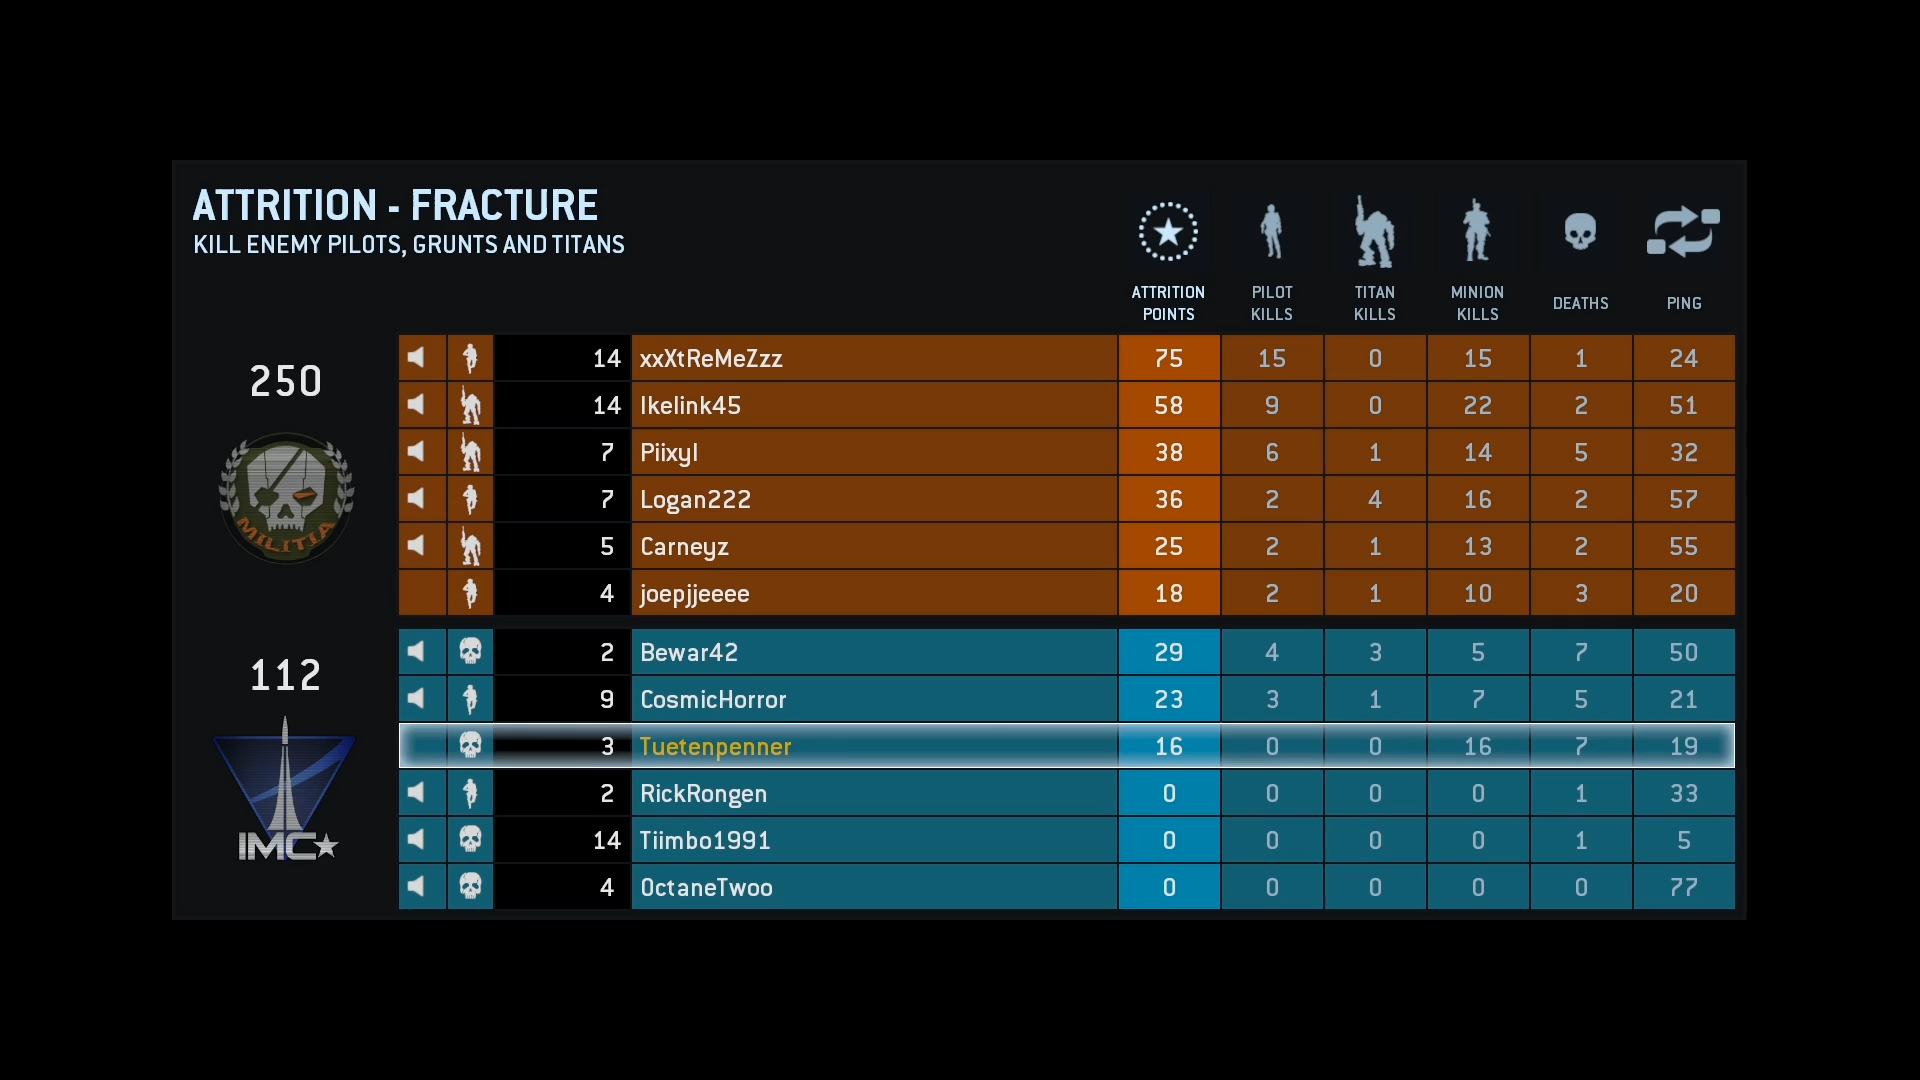 ATTRITION - FRACTURE
KILL ENEMY PILOTS, GRUNTS AND TITANS
ATTRITION POINTS PILOT KILLS TITAN KILLS MINION KILLS DEATHS PING
250
MILITIA
14 xxXtReMeZzz 75 15 0 15 1 24
14 Ikelink45 58 9 0 22 2 51
7 Piixyl 38 6 1 14 5 32
7 Logan222 36 2 4 16 2 57
5 Carneyz 25 2 1 13 2 55
4 joepjjeeee 18 2 1 10 3 20
112
IMC
2 Bewar42 29 4 3 5 7 50
9 CosmicHorror 23 3 1 7 5 21
3 Tuetenpenner 16 0 0 16 7 19
2 RickRongen 0 0 0 0 1 33
14 Tiimbo1991 0 0 0 0 1 5
4 OctaneTwoo 0 0 0 0 0 77